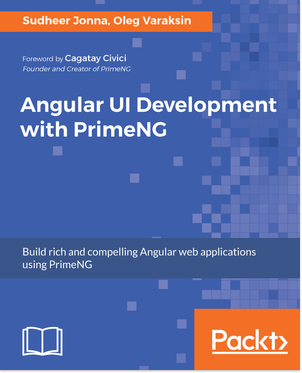 Sudheer Jonna, Oleg Varaksin
Foreword by Cagatay Civici
Founder and Creator of PrimeNG
Angular UI Development
with PrimeNG
Build rich and compelling Angular web applications
using PrimeNG
Packt>